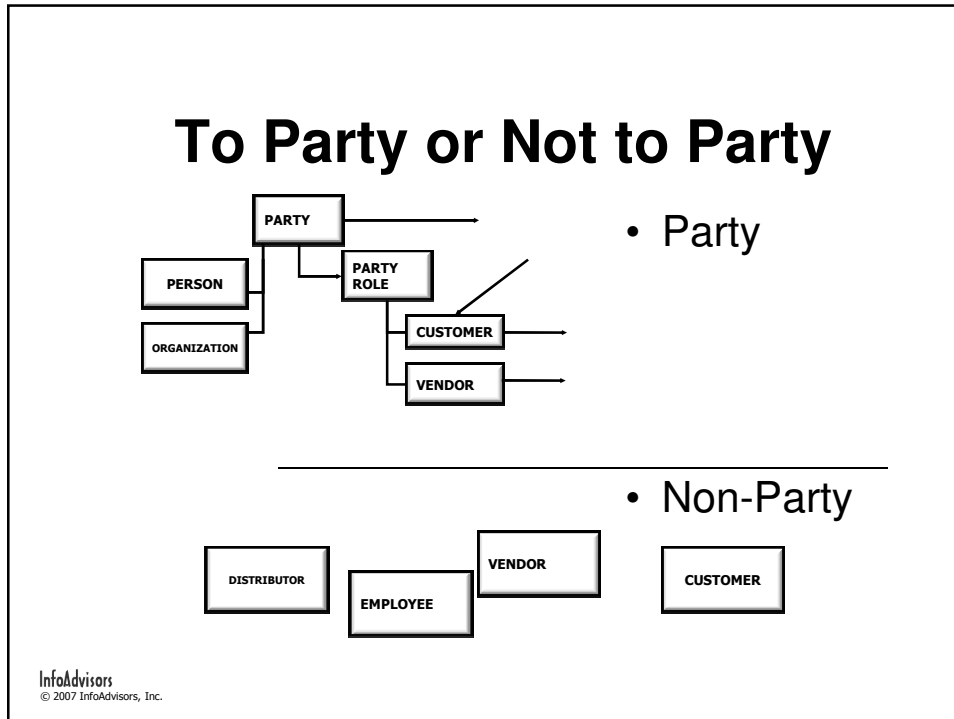 To Party or Not to Party
PARTY
• Party
PERSON
PARTY
ROLE
ORGANIZATION
CUSTOMER
VENDOR
• Non-Party
DISTRIBUTOR
EMPLOYEE
VENDOR
CUSTOMER
InfoAdvisors
© 2007 InfoAdvisors, Inc.